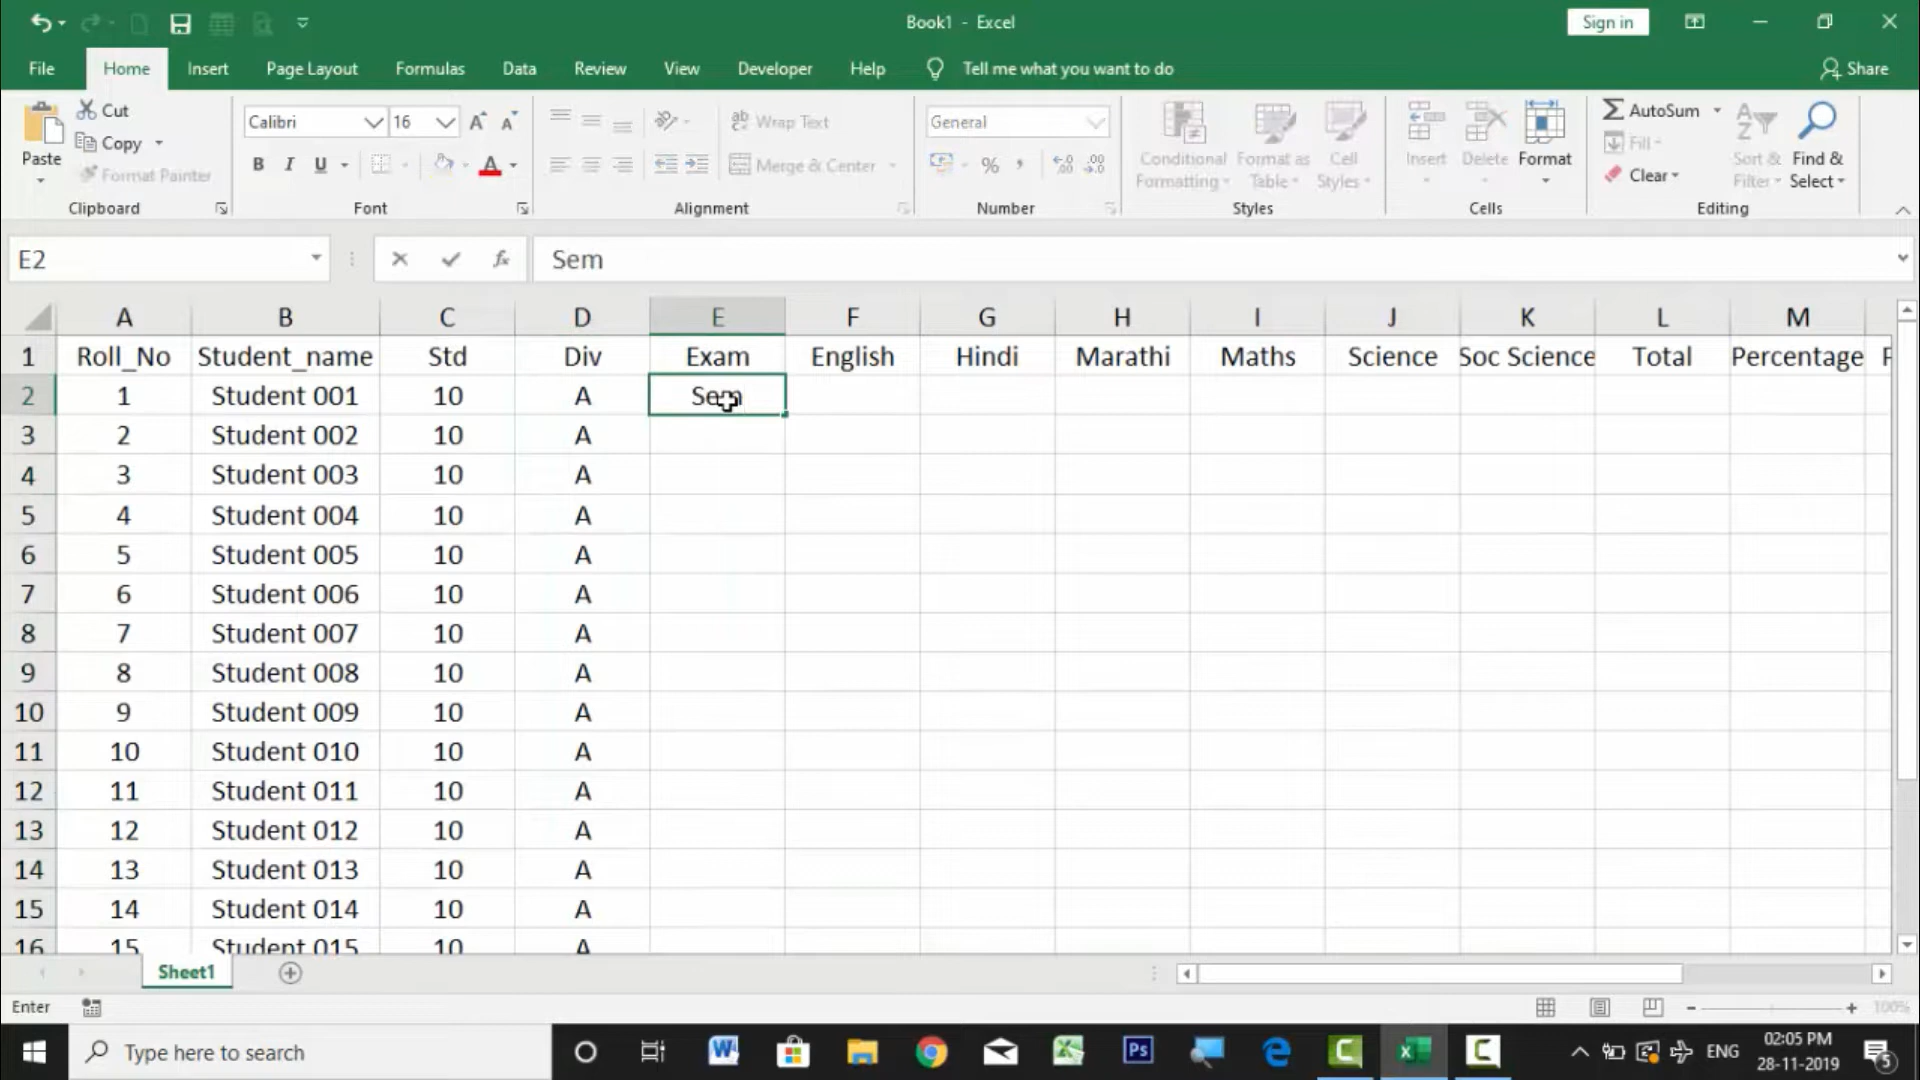 Book1 - Excel
Sign in
File Home Insert Page Layout Formulas Data Review View Developer Help Tell me what you want to do Share
Paste
Cut
Copy
Format Painter
Clipboard
Calibri 16
B I U A
Font
Wrap Text
Merge & Center
Alignment
General
%
Number
Conditional Formatting
Format as Table
Cell Styles
Styles
Insert Delete Format
Cells
AutoSum
Fill
Clear
Sort & Filter
Find & Select
Editing
E2 fx Sem
A B C D E F G H I J K L M
1 Roll_No Student_name Std Div Exam English Hindi Marathi Maths Science Soc Science Total Percentage
2 1 Student 001 10 A Sem
3 2 Student 002 10 A
4 3 Student 003 10 A
5 4 Student 004 10 A
6 5 Student 005 10 A
7 6 Student 006 10 A
8 7 Student 007 10 A
9 8 Student 008 10 A
10 9 Student 009 10 A
11 10 Student 010 10 A
12 11 Student 011 10 A
13 12 Student 012 10 A
14 13 Student 013 10 A
15 14 Student 014 10 A
16 15 Student 015 10 A
Sheet1
Enter
100%
Type here to search
Ps
ENG
02:05 PM
28-11-2019
5